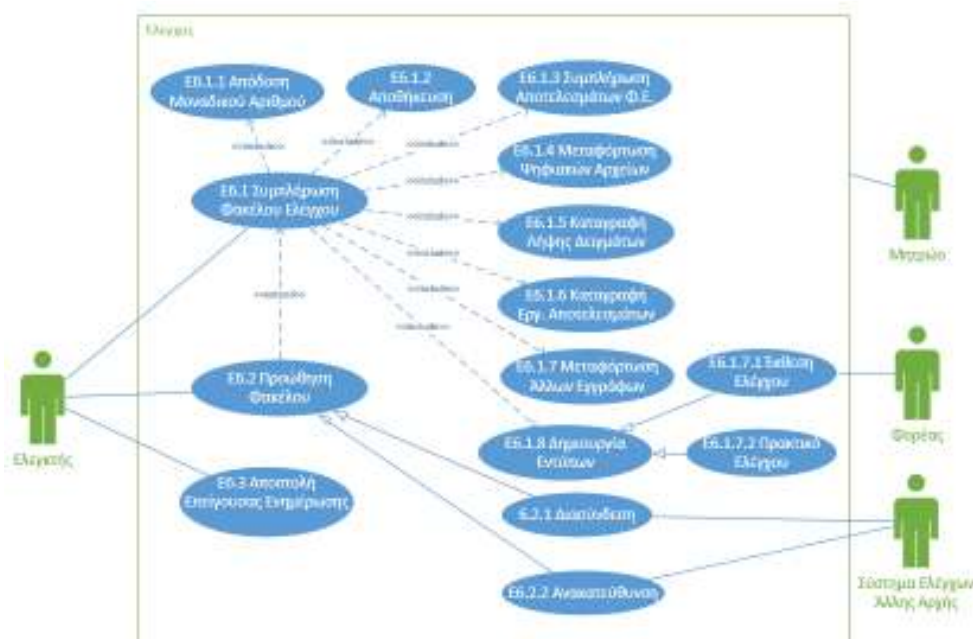 Έλεγχος
Ε6.1.1 Απόδοση
Μοναδικού Αριθμού
Ε6.1.2
Αποθήκευση
Ε6.1.3 Συμπλήρωση
Αποτελεσμάτων Φ.Ε.
Ε6.1.4 Μεταφόρτωση
Ψηφιακών Αρχείων
Ε6.1 Συμπλήρωση
Φακέλου Ελέγχου
Ε6.1.5 Καταγραφή
Λήψης Δειγμάτων
Μητρώο
Ε6.1.6 Καταγραφή
Εργ. Αποτελεσμάτων
Ε6.2 Προώθηση
Φακέλου
Ε6.1.7 Μεταφόρτωση
Άλλων Εγγράφων
Ε6.1.7.1 Έκθεση
Ελέγχου
Φορέας
Ελεγκτής
Ε6.1.8 Δημιουργία
Εντύπων
Ε6.1.7.2 Πρακτικό
Ελέγχου
Ε6.3 Αποστολή
Επείγουσας Ενημέρωσης
6.2.1 Διασύνδεση
Ε6.2.2 Ανακατεύθυνση
Σύστημα Ελέγχων
Άλλης Αρχής